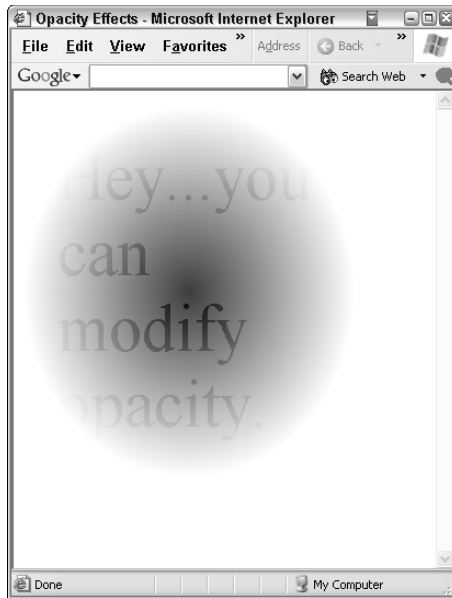 Opacity Effects - Microsoft Internet Explorer
File Edit View Favorites » Address Back »
Google Search Web
Hey...you
can
modify
opacity.
Done My Computer